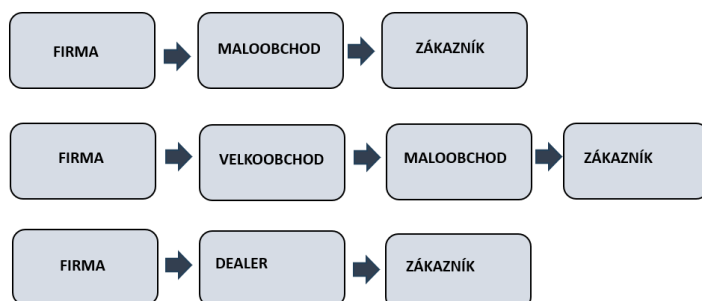 FIRMA MALOOBCHOD ZÁKAZNÍK
FIRMA VELKOOBCHOD MALOOBCHOD ZÁKAZNÍK
FIRMA DEALER ZÁKAZNÍK